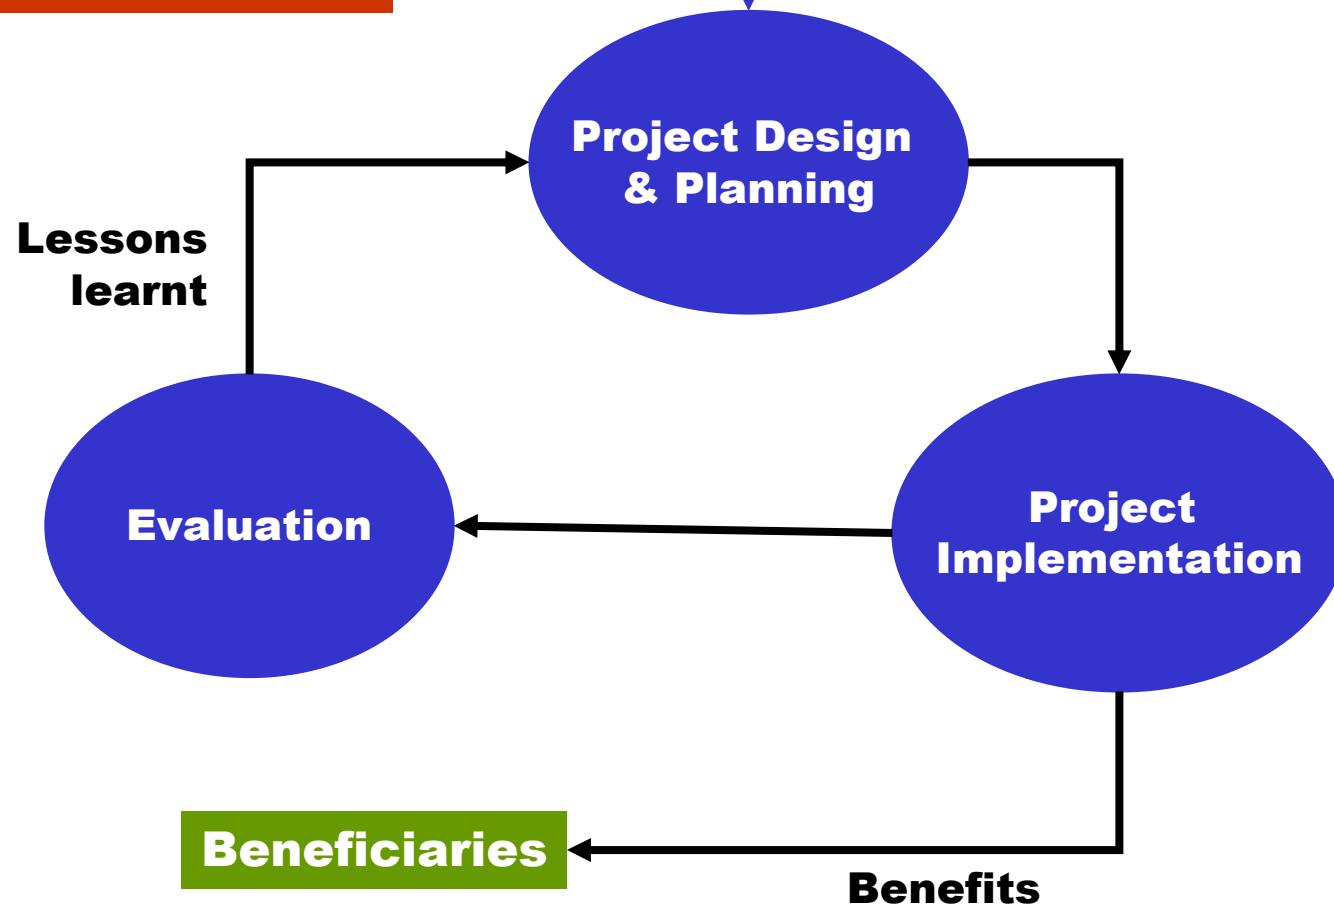 Project Design
& Planning
Lessons
learnt
Evaluation
Project
Implementation
Beneficiaries
Benefits